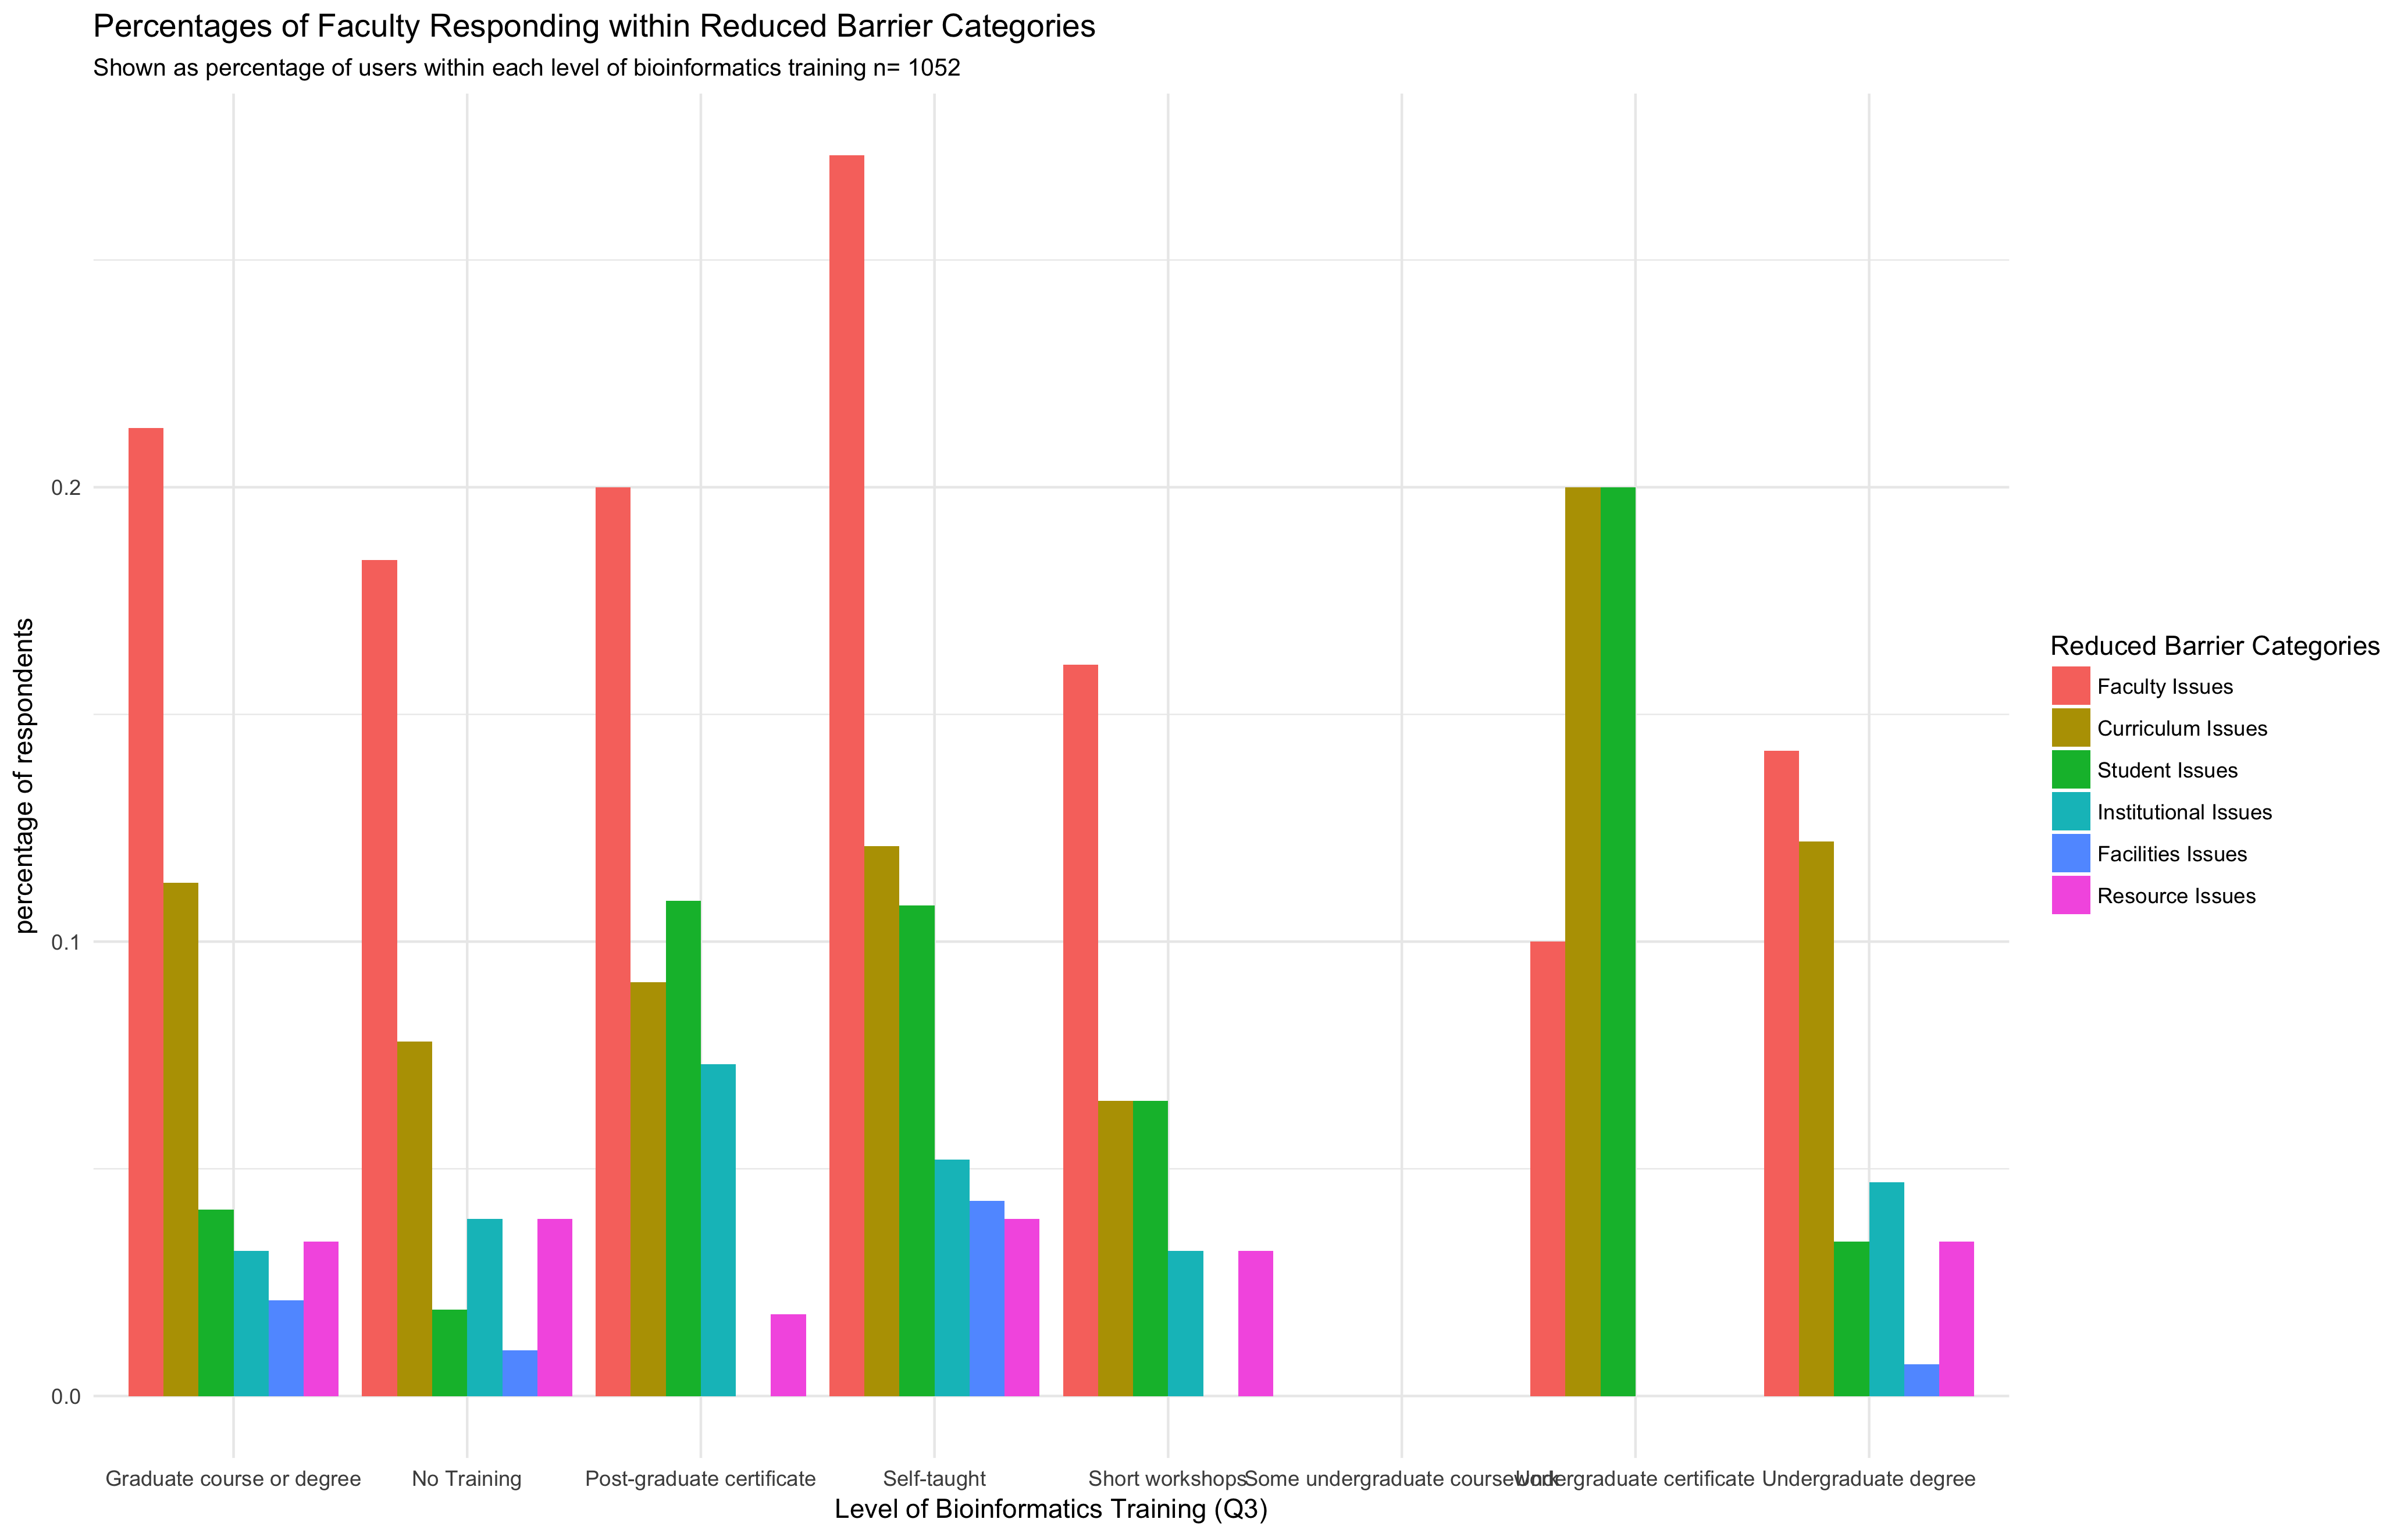 Percentages of Faculty Responding within Reduced Barrier Categories
Shown as percentage of users within each level of bioinformatics training n= 1052
percentage of respondents
0.2
0.1
0.0
Graduate course or degree
No Training
Post-graduate certificate
Self-taught
Short workshops
Some undergraduate coursework
Undergraduate certificate
Undergraduate degree
Level of Bioinformatics Training (Q3)
Reduced Barrier Categories
Faculty Issues
Curriculum Issues
Student Issues
Institutional Issues
Facilities Issues
Resource Issues